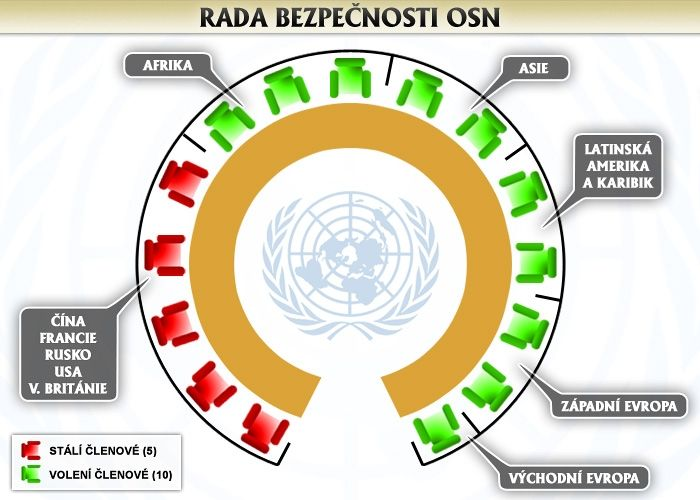 RADA BEZPEČNOSTI OSN
AFRIKA
ASIE
LATINSKÁ
AMERIKA
A KARIBIK
ČÍNA
FRANCIE
RUSKO
USA
V. BRITÁNIE
ZÁPADNÍ EVROPA
VÝCHODNÍ EVROPA
STÁLÍ ČLENOVÉ (5)
VOLENÍ ČLENOVÉ (10)